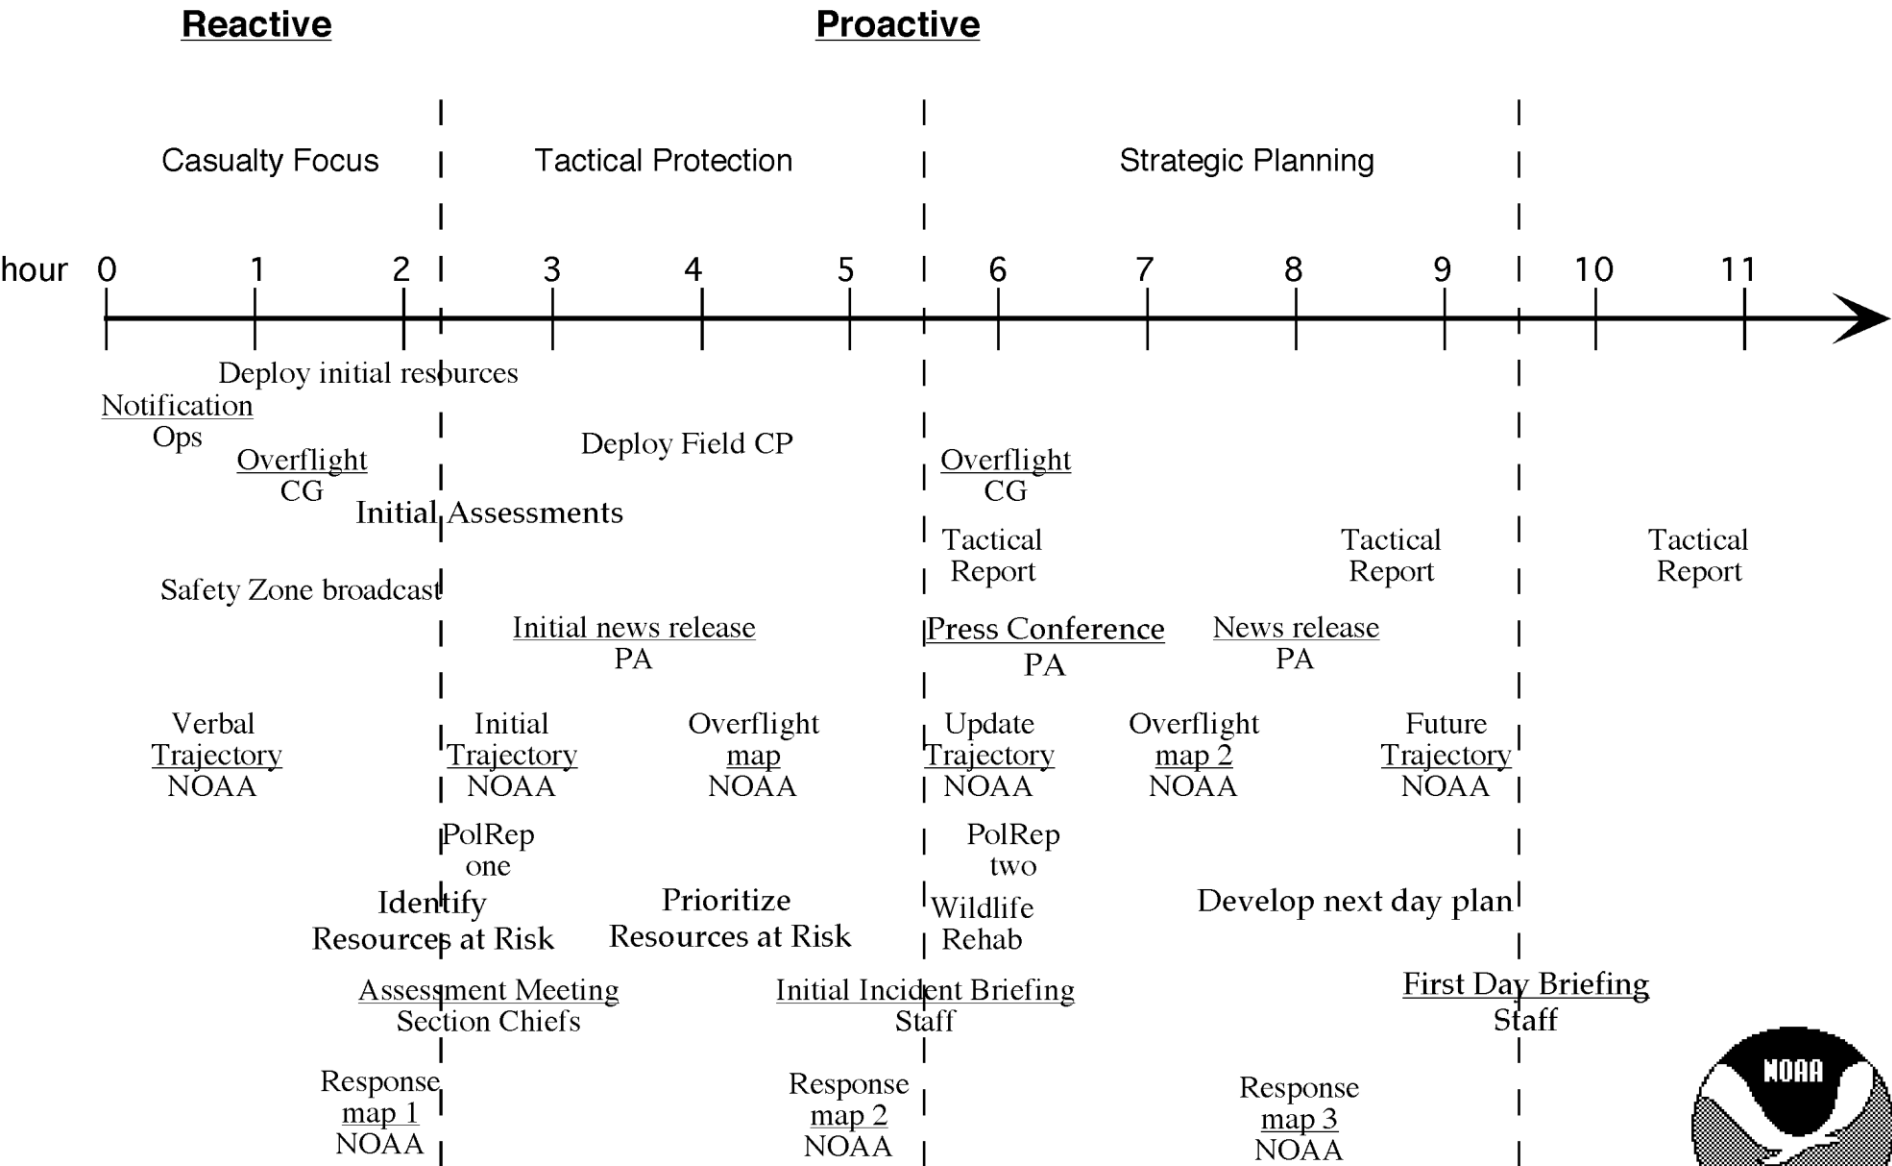 Reactive Proactive
Casualty Focus Tactical Protection Strategic Planning
hour 0 1 2 3 4 5 6 7 8 9 10 11
Deploy initial resources
Notification
Ops
Deploy Field CP
Overflight
CG
Overflight
CG
Initial Assessments
Tactical
Report
Tactical
Report
Tactical
Report
Safety Zone broadcast
Initial news release
PA
Press Conference
PA
News release
PA
Verbal
Trajectory
NOAA
Initial
Trajectory
NOAA
Overflight
map
NOAA
Update
Trajectory
NOAA
Overflight
map 2
NOAA
Future
Trajectory
NOAA
PolRep
one
PolRep
two
Identify
Resources at Risk
Prioritize
Resources at Risk
Wildlife
Rehab
Develop next day plan
Assessment Meeting
Section Chiefs
Initial Incident Briefing
Staff
First Day Briefing
Staff
Response
map 1
NOAA
Response
map 2
NOAA
Response
map 3
NOAA
NOAA